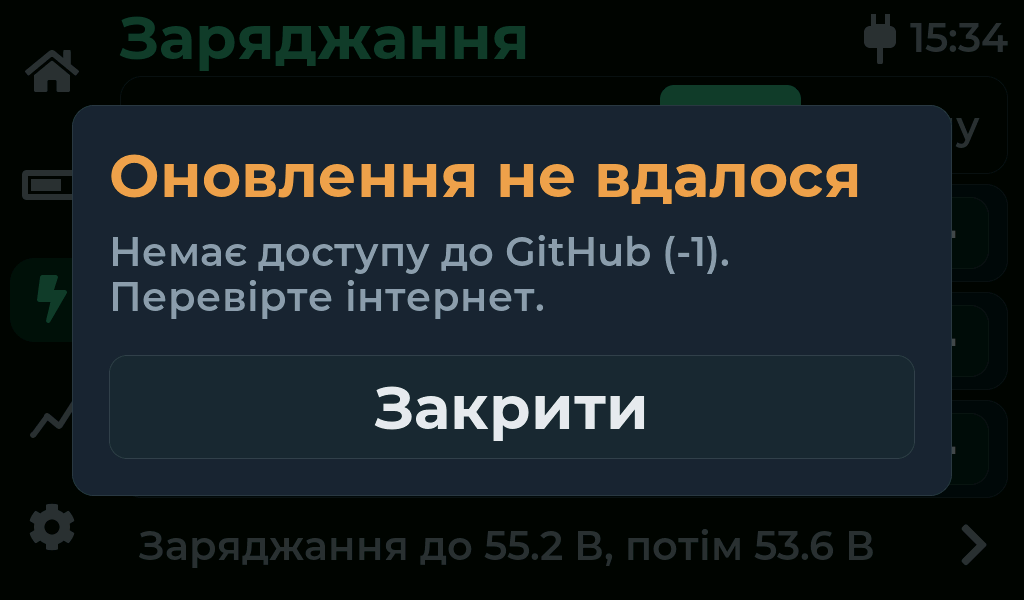 Заряджання
15:34
Оновлення не вдалося
Немає доступу до GitHub (-1).
Перевірте інтернет.
Закрити
Заряджання до 55.2 В, потім 53.6 В